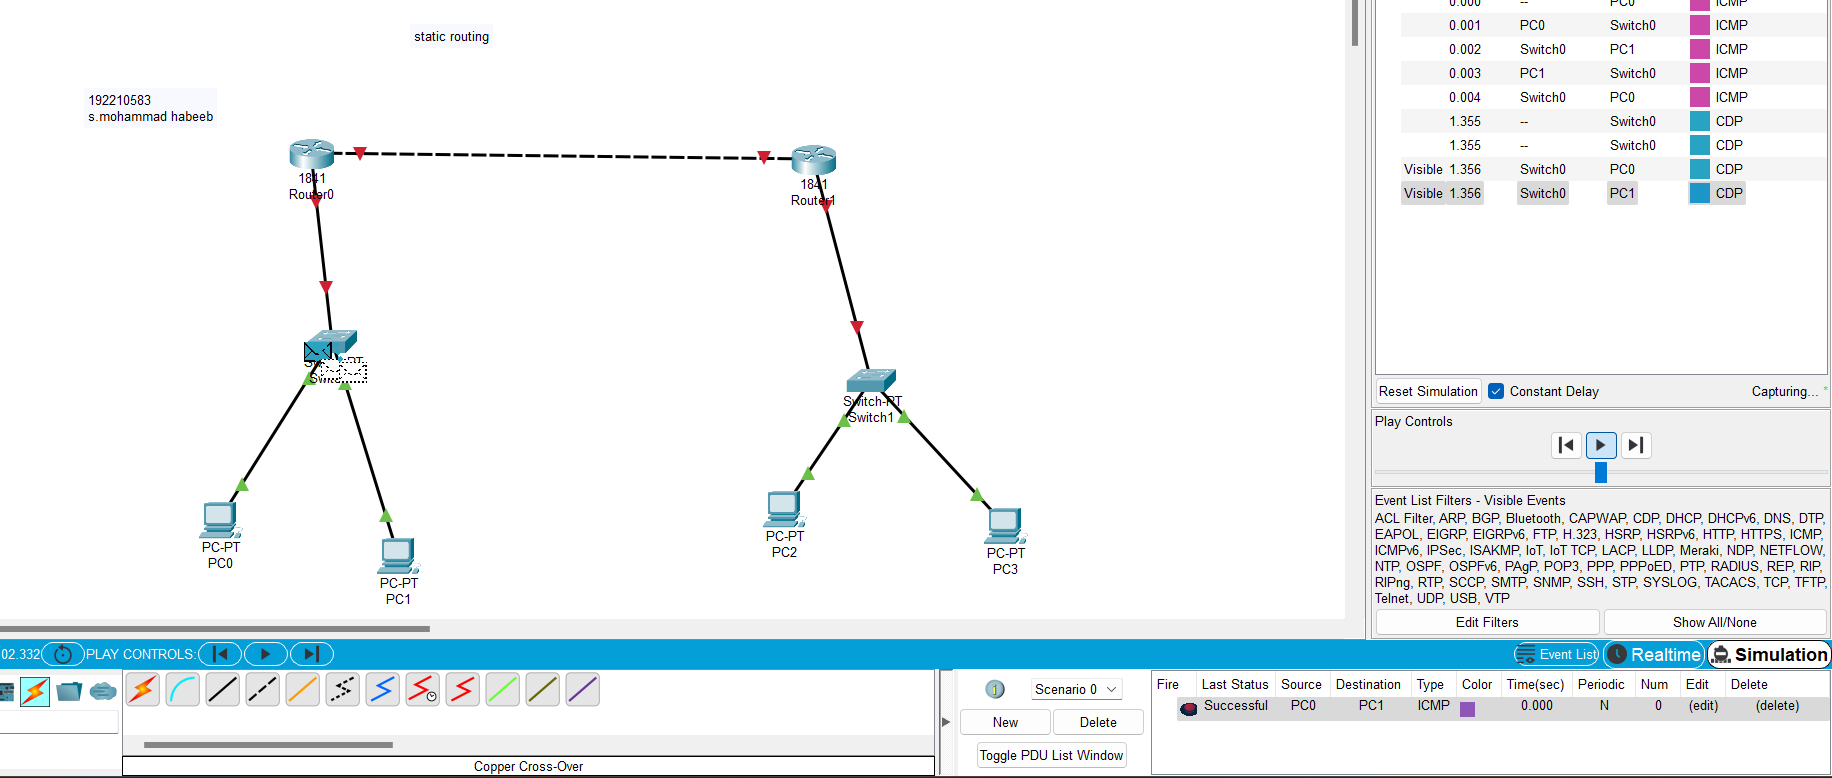 static routing
192210583
s.mohammad habeeb
1841
Router0
1841
Router1
Switch-PT
Switch1
PC-PT
PC0
PC-PT
PC1
PC-PT
PC2
PC-PT
PC3
0.000 -- PC0 ICMP
0.001 PC0 Switch0 ICMP
0.002 Switch0 PC1 ICMP
0.003 PC1 Switch0 ICMP
0.004 Switch0 PC0 ICMP
1.355 -- Switch0 CDP
1.355 -- Switch0 CDP
Visible 1.356 Switch0 PC0 CDP
Visible 1.356 Switch0 PC1 CDP
Reset Simulation Constant Delay Capturing... *
Play Controls
Event List Filters - Visible Events
ACL Filter, ARP, BGP, Bluetooth, CAPWAP, CDP, DHCP, DHCPv6, DNS, DTP,
EAPOL, EIGRP, EIGRPv6, FTP, H.323, HSRP, HSRPv6, HTTP, HTTPS, ICMP,
ICMPv6, IPSec, ISAKMP, IoT, IoT TCP, LACP, LLDP, Meraki, NDP, NETFLOW,
NTP, OSPF, OSPFv6, PAgP, POP3, PPP, PPPoED, PTP, RADIUS, REP, RIP,
RIPng, RTP, SCCP, SMTP, SNMP, SSH, STP, SYSLOG, TACACS, TCP, TFTP,
Telnet, UDP, USB, VTP
Edit Filters Show All/None
02.332 PLAY CONTROLS: Event List Realtime Simulation
Scenario 0
New Delete
Toggle PDU List Window
Fire Last Status Source Destination Type Color Time(sec) Periodic Num Edit Delete
Successful PC0 PC1 ICMP 0.000 N 0 (edit) (delete)
Copper Cross-Over